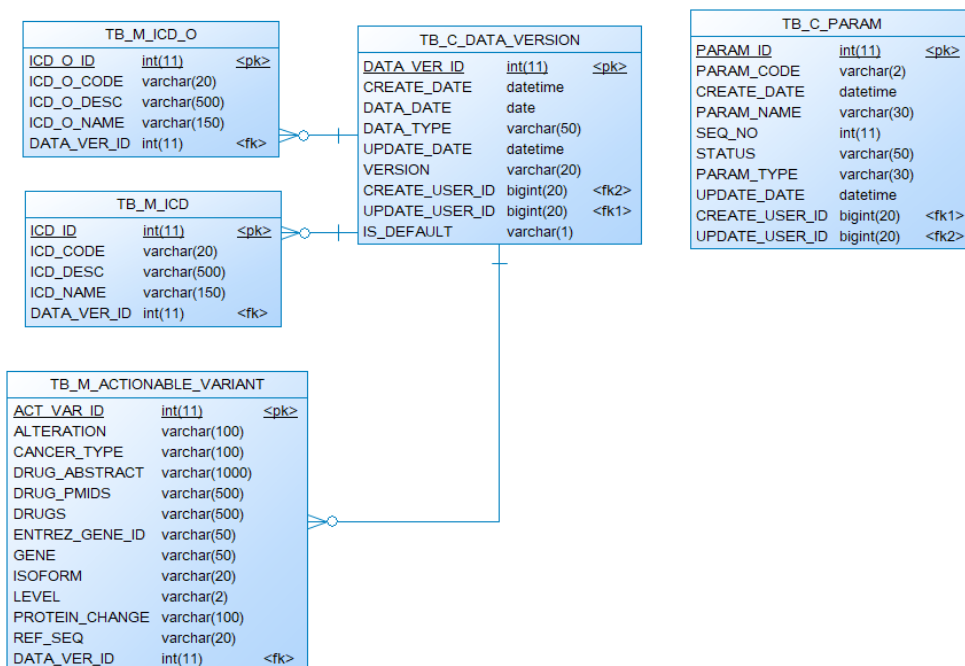 TB_M_ICD_O
ICD_O_ID int(11) <pk>
ICD_O_CODE varchar(20)
ICD_O_DESC varchar(500)
ICD_O_NAME varchar(150)
DATA_VER_ID int(11) <fk>
TB_C_DATA_VERSION
DATA_VER_ID int(11) <pk>
CREATE_DATE datetime
DATA_DATE date
DATA_TYPE varchar(50)
UPDATE_DATE datetime
VERSION varchar(20)
CREATE_USER_ID bigint(20) <fk2>
UPDATE_USER_ID bigint(20) <fk1>
IS_DEFAULT varchar(1)
TB_C_PARAM
PARAM_ID int(11) <pk>
PARAM_CODE varchar(2)
CREATE_DATE datetime
PARAM_NAME varchar(30)
SEQ_NO int(11)
STATUS varchar(50)
PARAM_TYPE varchar(30)
UPDATE_DATE datetime
CREATE_USER_ID bigint(20) <fk1>
UPDATE_USER_ID bigint(20) <fk2>
TB_M_ICD
ICD_ID int(11) <pk>
ICD_CODE varchar(20)
ICD_DESC varchar(500)
ICD_NAME varchar(150)
DATA_VER_ID int(11) <fk>
TB_M_ACTIONABLE_VARIANT
ACT_VAR_ID int(11) <pk>
ALTERATION varchar(100)
CANCER_TYPE varchar(100)
DRUG_ABSTRACT varchar(1000)
DRUG_PMIDS varchar(500)
DRUGS varchar(500)
ENTREZ_GENE_ID varchar(50)
GENE varchar(50)
ISOFORM varchar(20)
LEVEL varchar(2)
PROTEIN_CHANGE varchar(100)
REF_SEQ varchar(20)
DATA_VER_ID int(11) <fk>